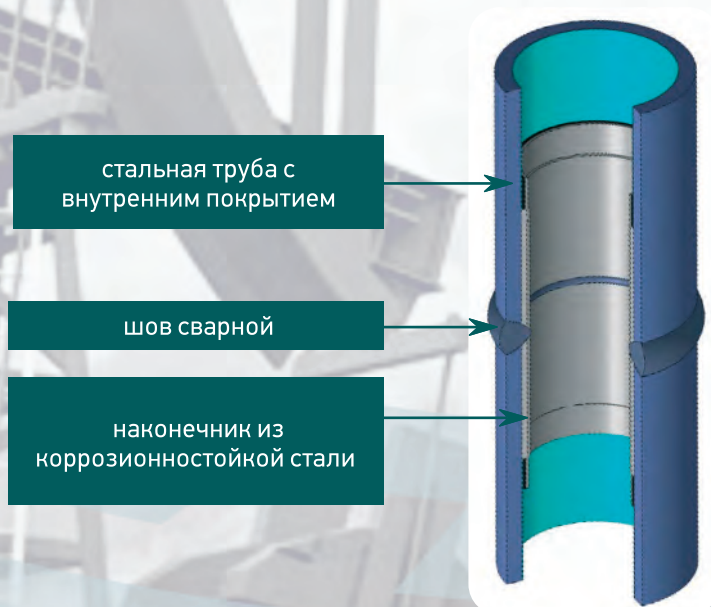 стальная труба с
внутренним покрытием
шов сварной
наконечник из
коррозионностойкой стали